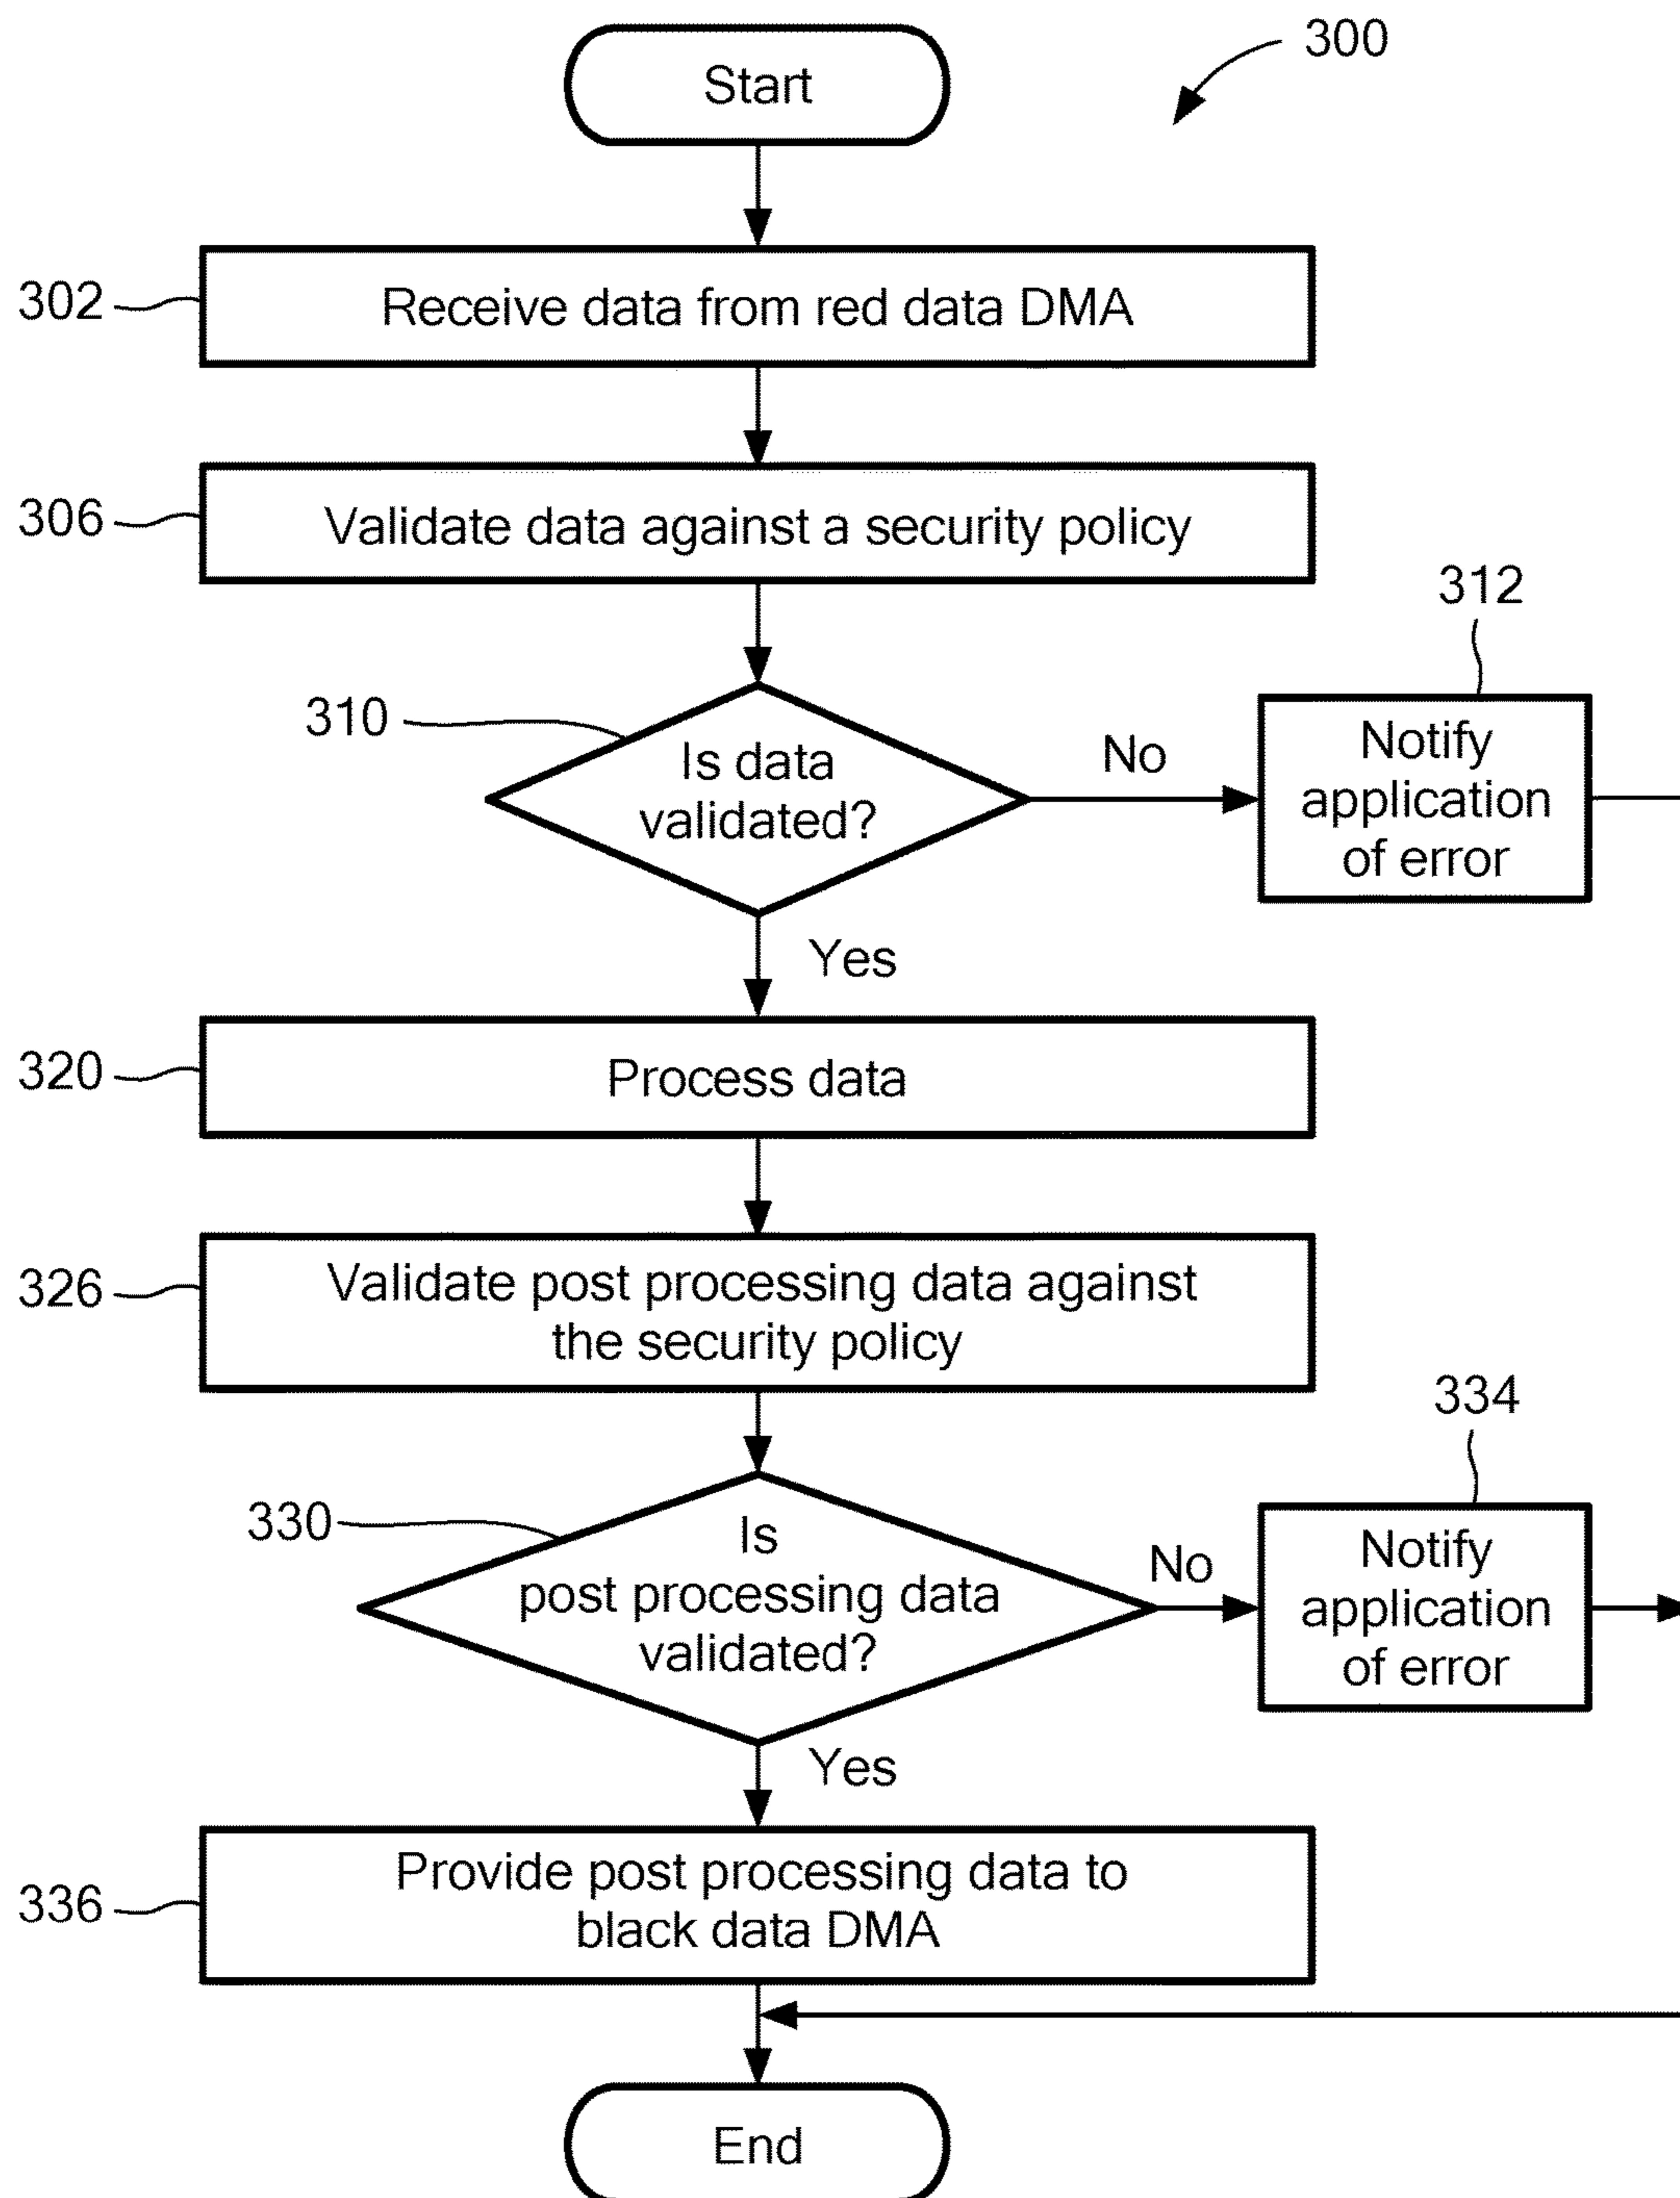 300
Start
302
Receive data from red data DMA
306
Validate data against a security policy
312
310
Is data
validated?
No
Notify
application
of error
Yes
320
Process data
326
Validate post processing data against
the security policy
334
330
Is
post processing data
validated?
No
Notify
application
of error
Yes
336
Provide post processing data to
black data DMA
End